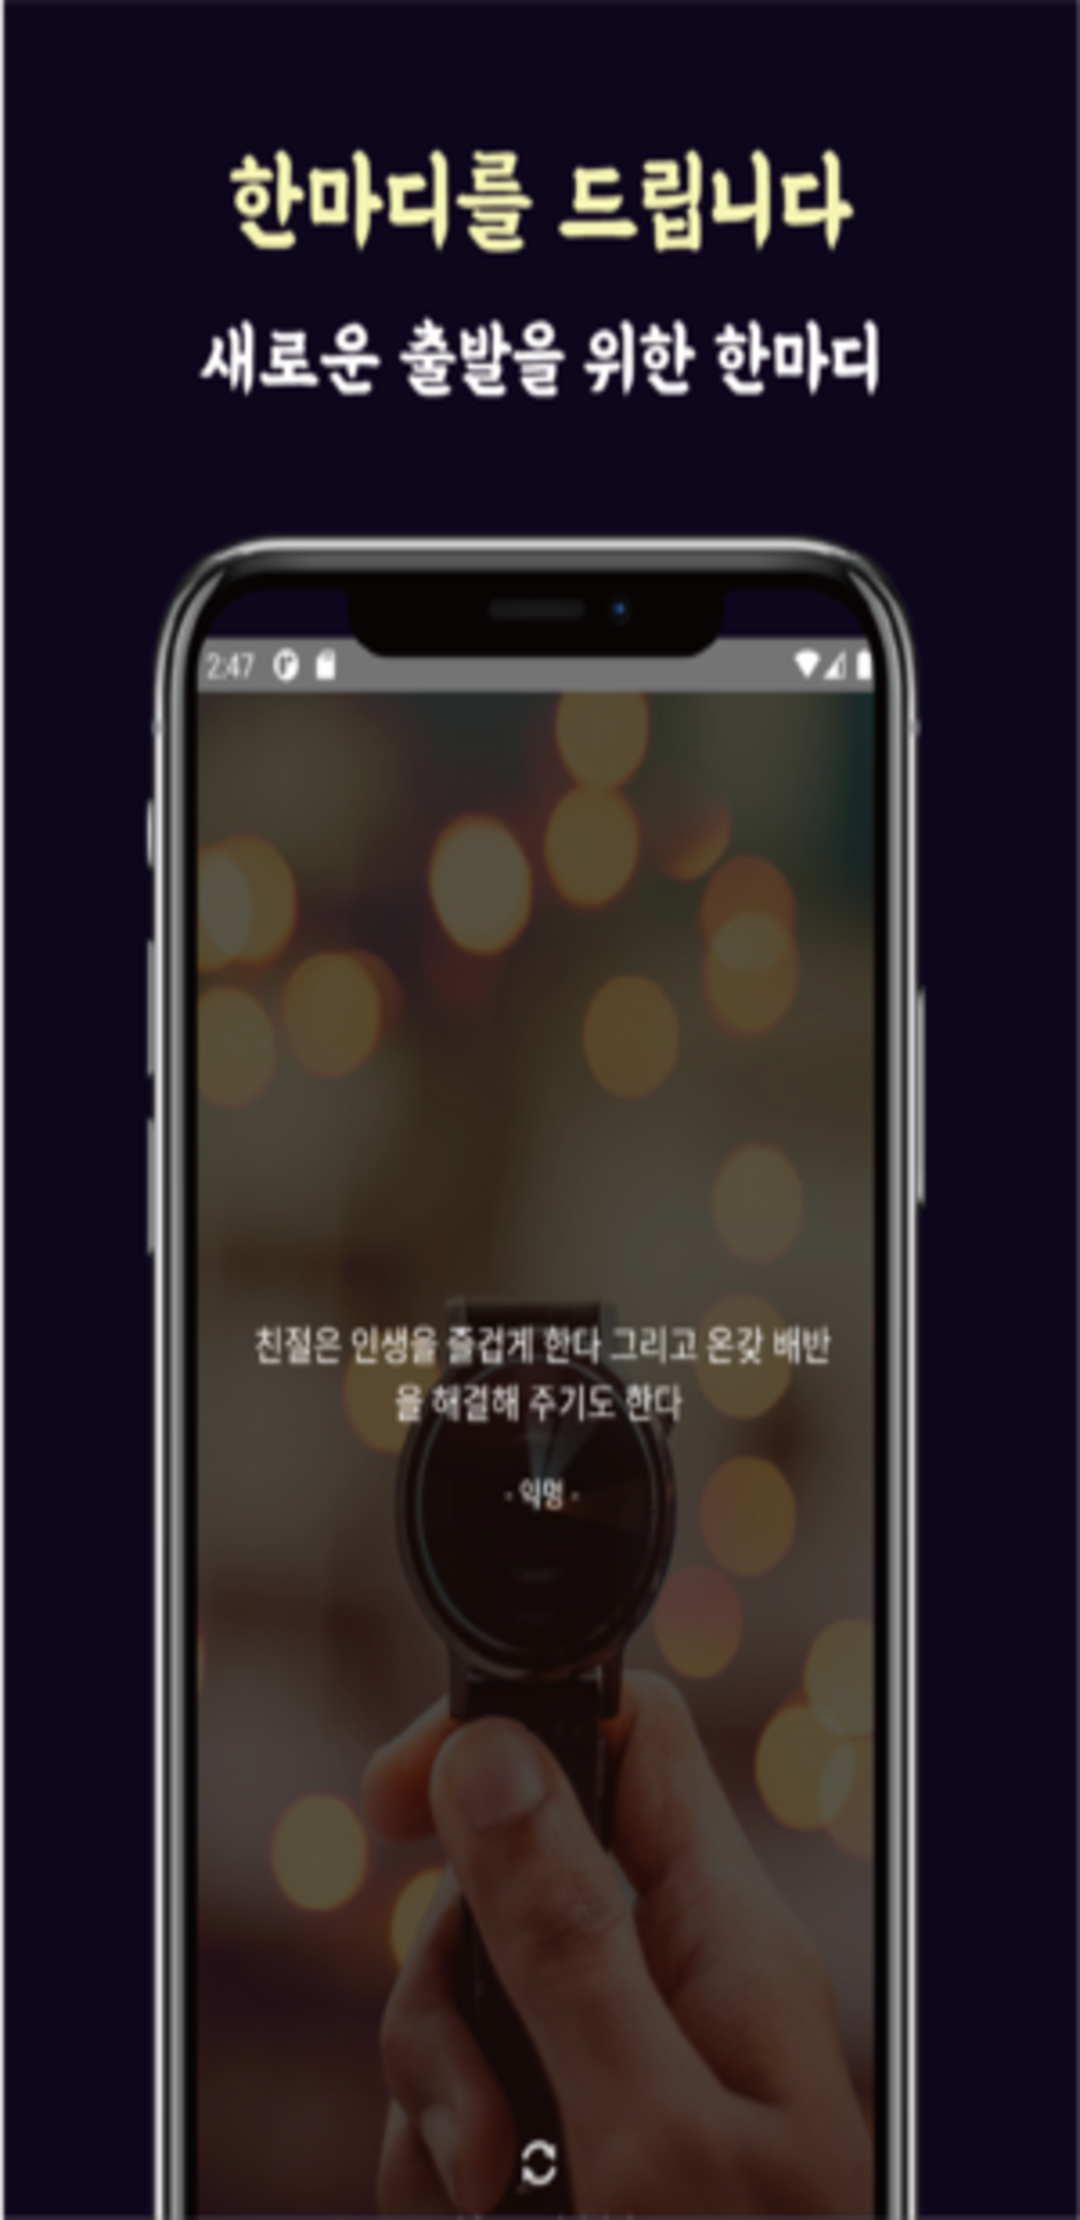 한마디를 드립니다
새로운 출발을 위한 한마디
2:47
친절은 인생을 즐겁게 한다 그리고 온갖 배반
을 해결해 주기도 한다
- 익명 -